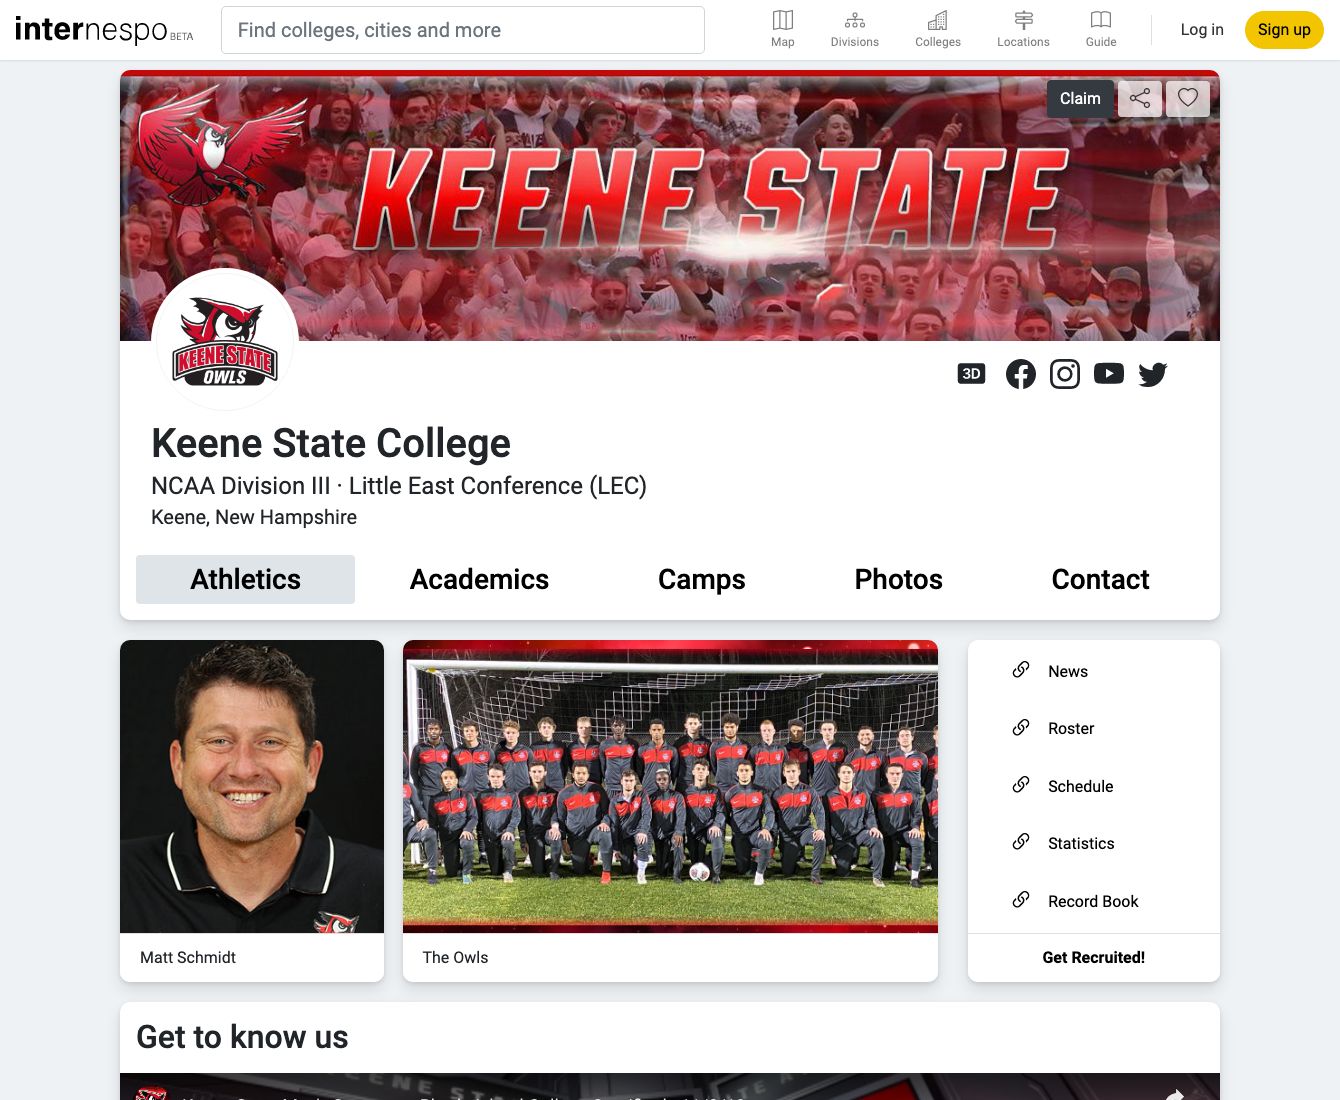 internespo BETA
Find colleges, cities and more
Map
Divisions
Colleges
Locations
Guide
Log in
Sign up
Claim
KEENE STATE
KEENE STATE
OWLS
3D
Keene State College
NCAA Division III · Little East Conference (LEC)
Keene, New Hampshire
Athletics
Academics
Camps
Photos
Contact
News
Roster
Schedule
Statistics
Record Book
Matt Schmidt
The Owls
Get Recruited!
Get to know us